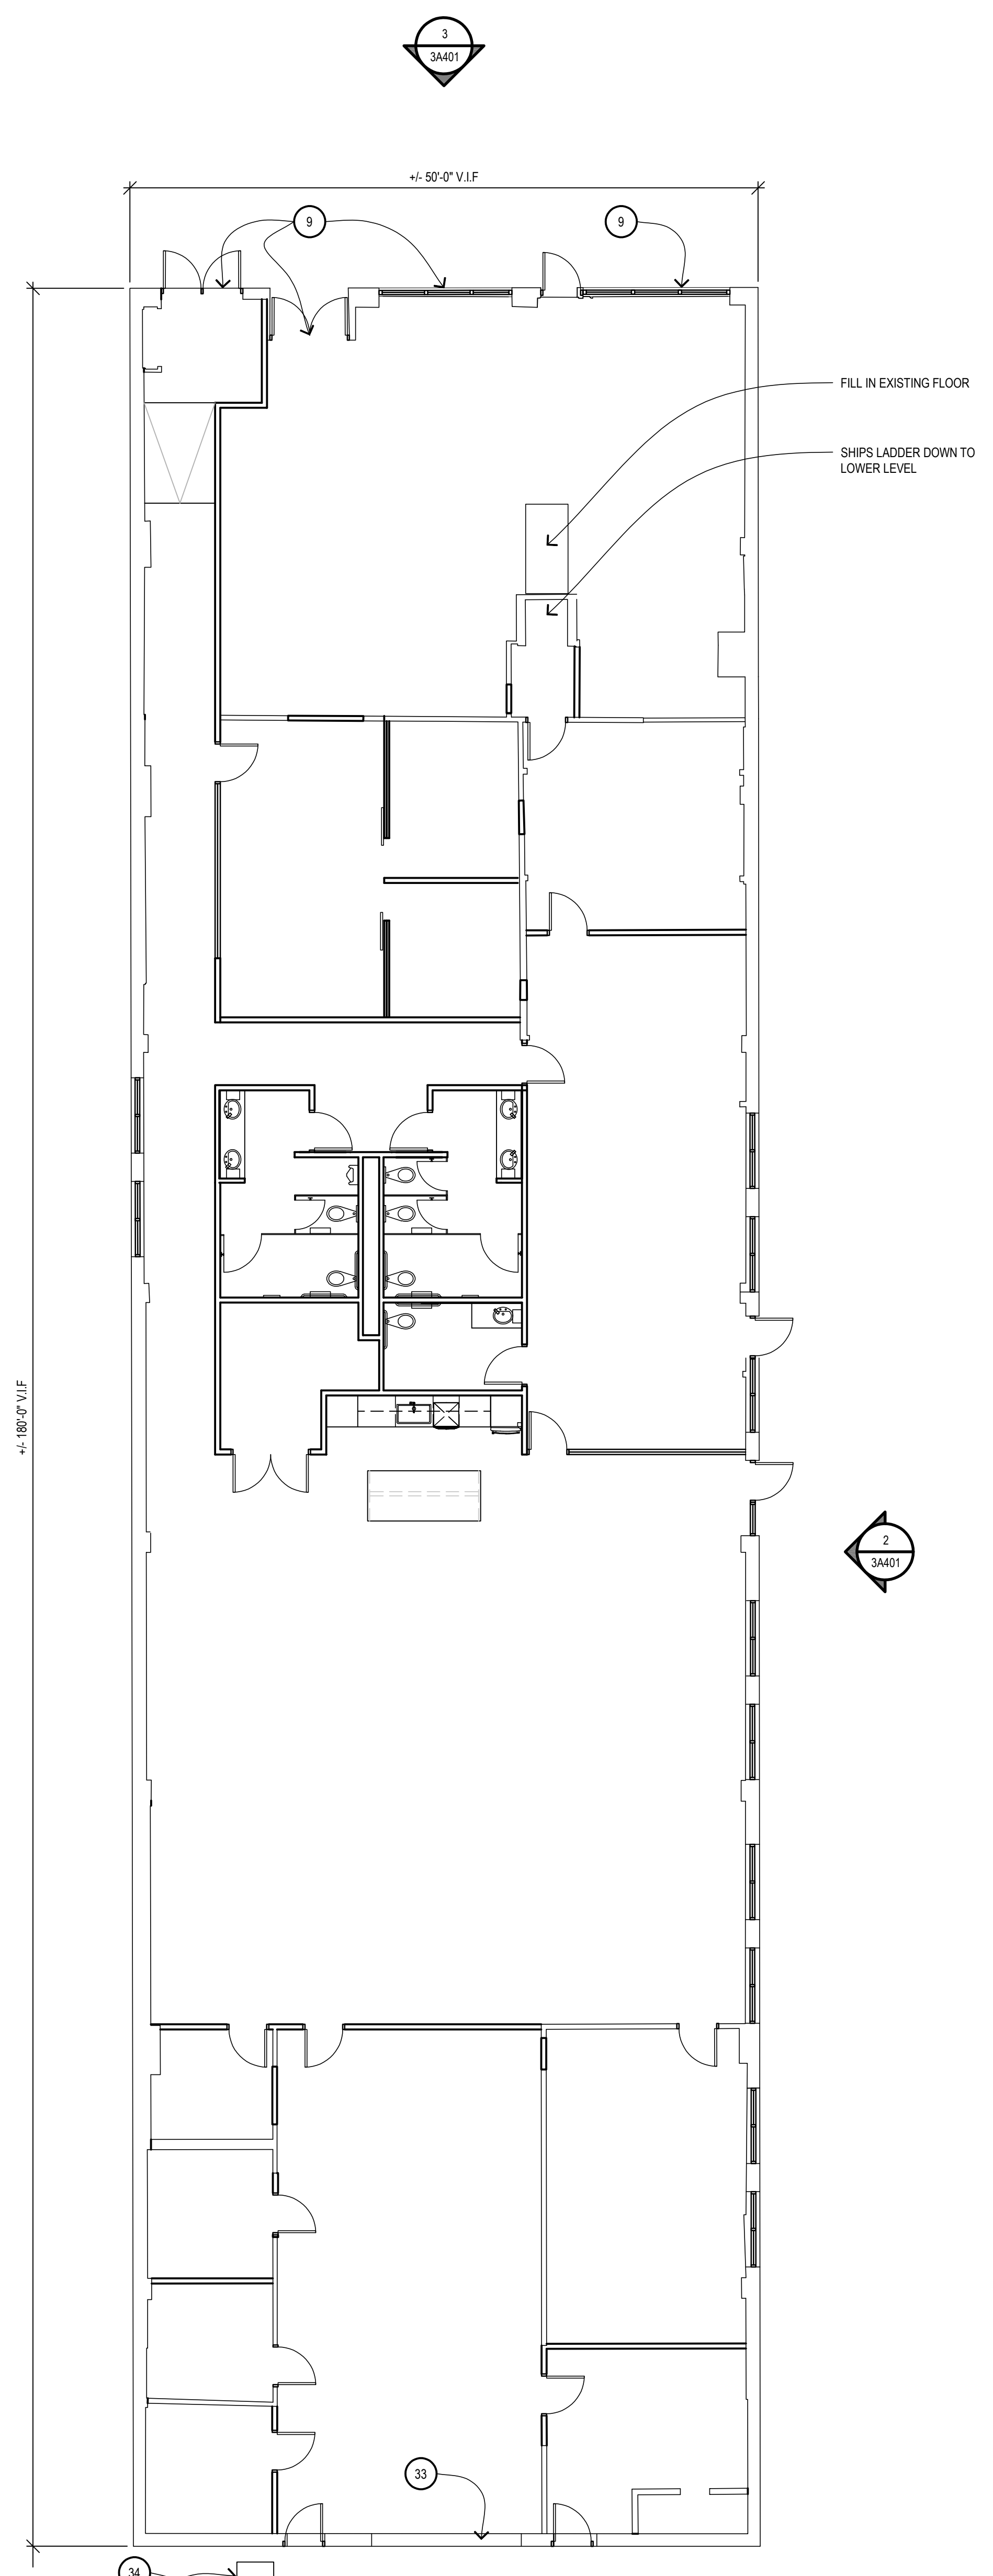 3
3A401
+/- 50'-0" V.I.F
9
9
FILL IN EXISTING FLOOR
SHIPS LADDER DOWN TO
LOWER LEVEL
+/- 180'-0" V.I.F
2
3A401
33
34